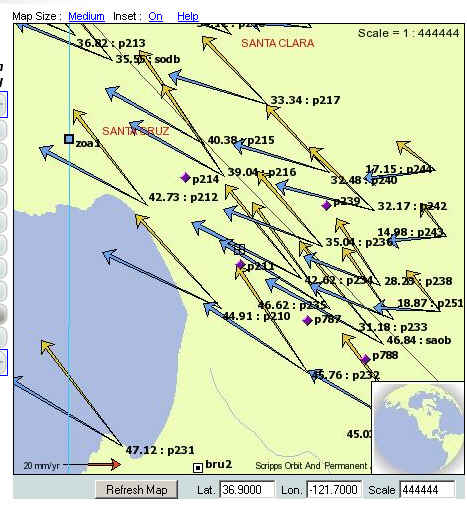 Map Size : Medium Inset : On Help
Scale = 1 : 444444
36.82 : p213
SANTA CLARA
35.55 sodb
33.34 : p217
SANTA CRUZ
zoa1
40.38 : p215
17.15 : p244
39.04 : p216
32.48 : p240
p214
42.73 : p212
p239
32.17 : p242
14.98 : p243
35.04 : p236
p211
42.62 : p234
28.23 : p238
46.62 : p235
18.87 : p251
44.91 : p210
p787
31.18 : p233
46.84 : saob
p788
45.76 : p232
47.12 : p231
20 mm/yr
bru2
Scripps Orbit And Permanent
Refresh Map Lat. 36.9000 Lon. -121.7000 Scale 444444